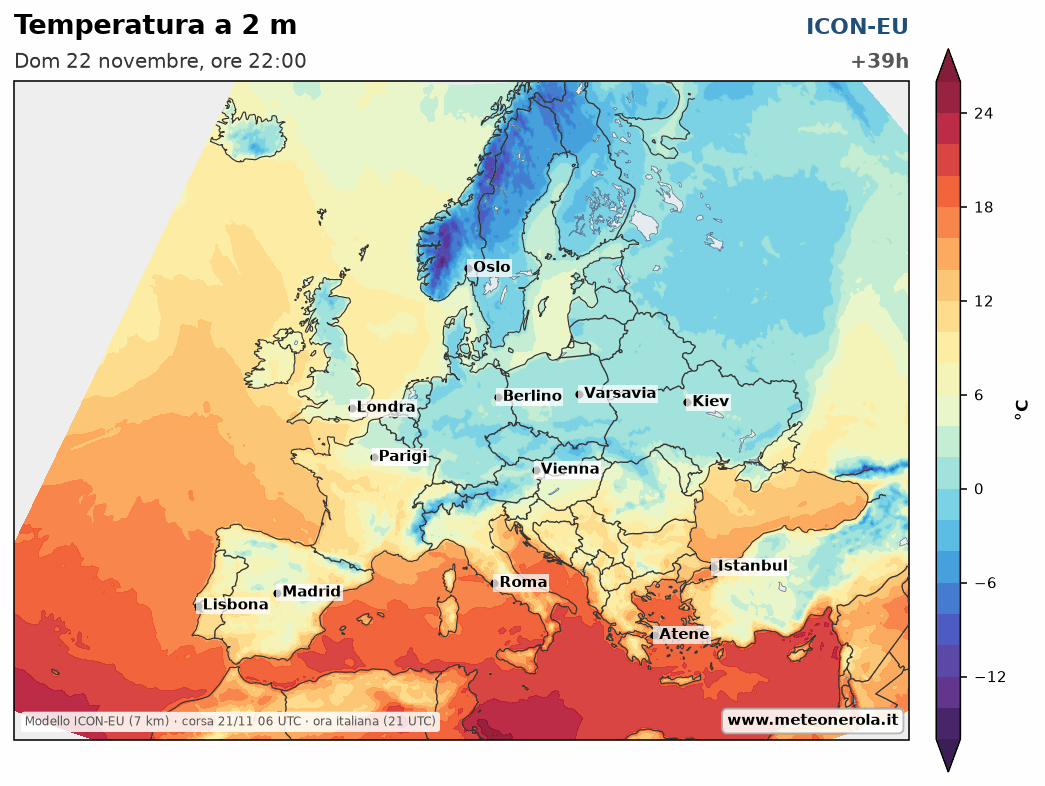 Temperatura a 2 m
ICON-EU
Dom 22 novembre, ore 22:00
+39h
24
18
12
6
0
−6
−12
°C
Oslo
Londra
Berlino
Varsavia
Kiev
Parigi
Vienna
Istanbul
Roma
Madrid
Lisbona
Atene
Modello ICON-EU (7 km) · corsa 21/11 06 UTC · ora italiana (21 UTC)
www.meteonerola.it